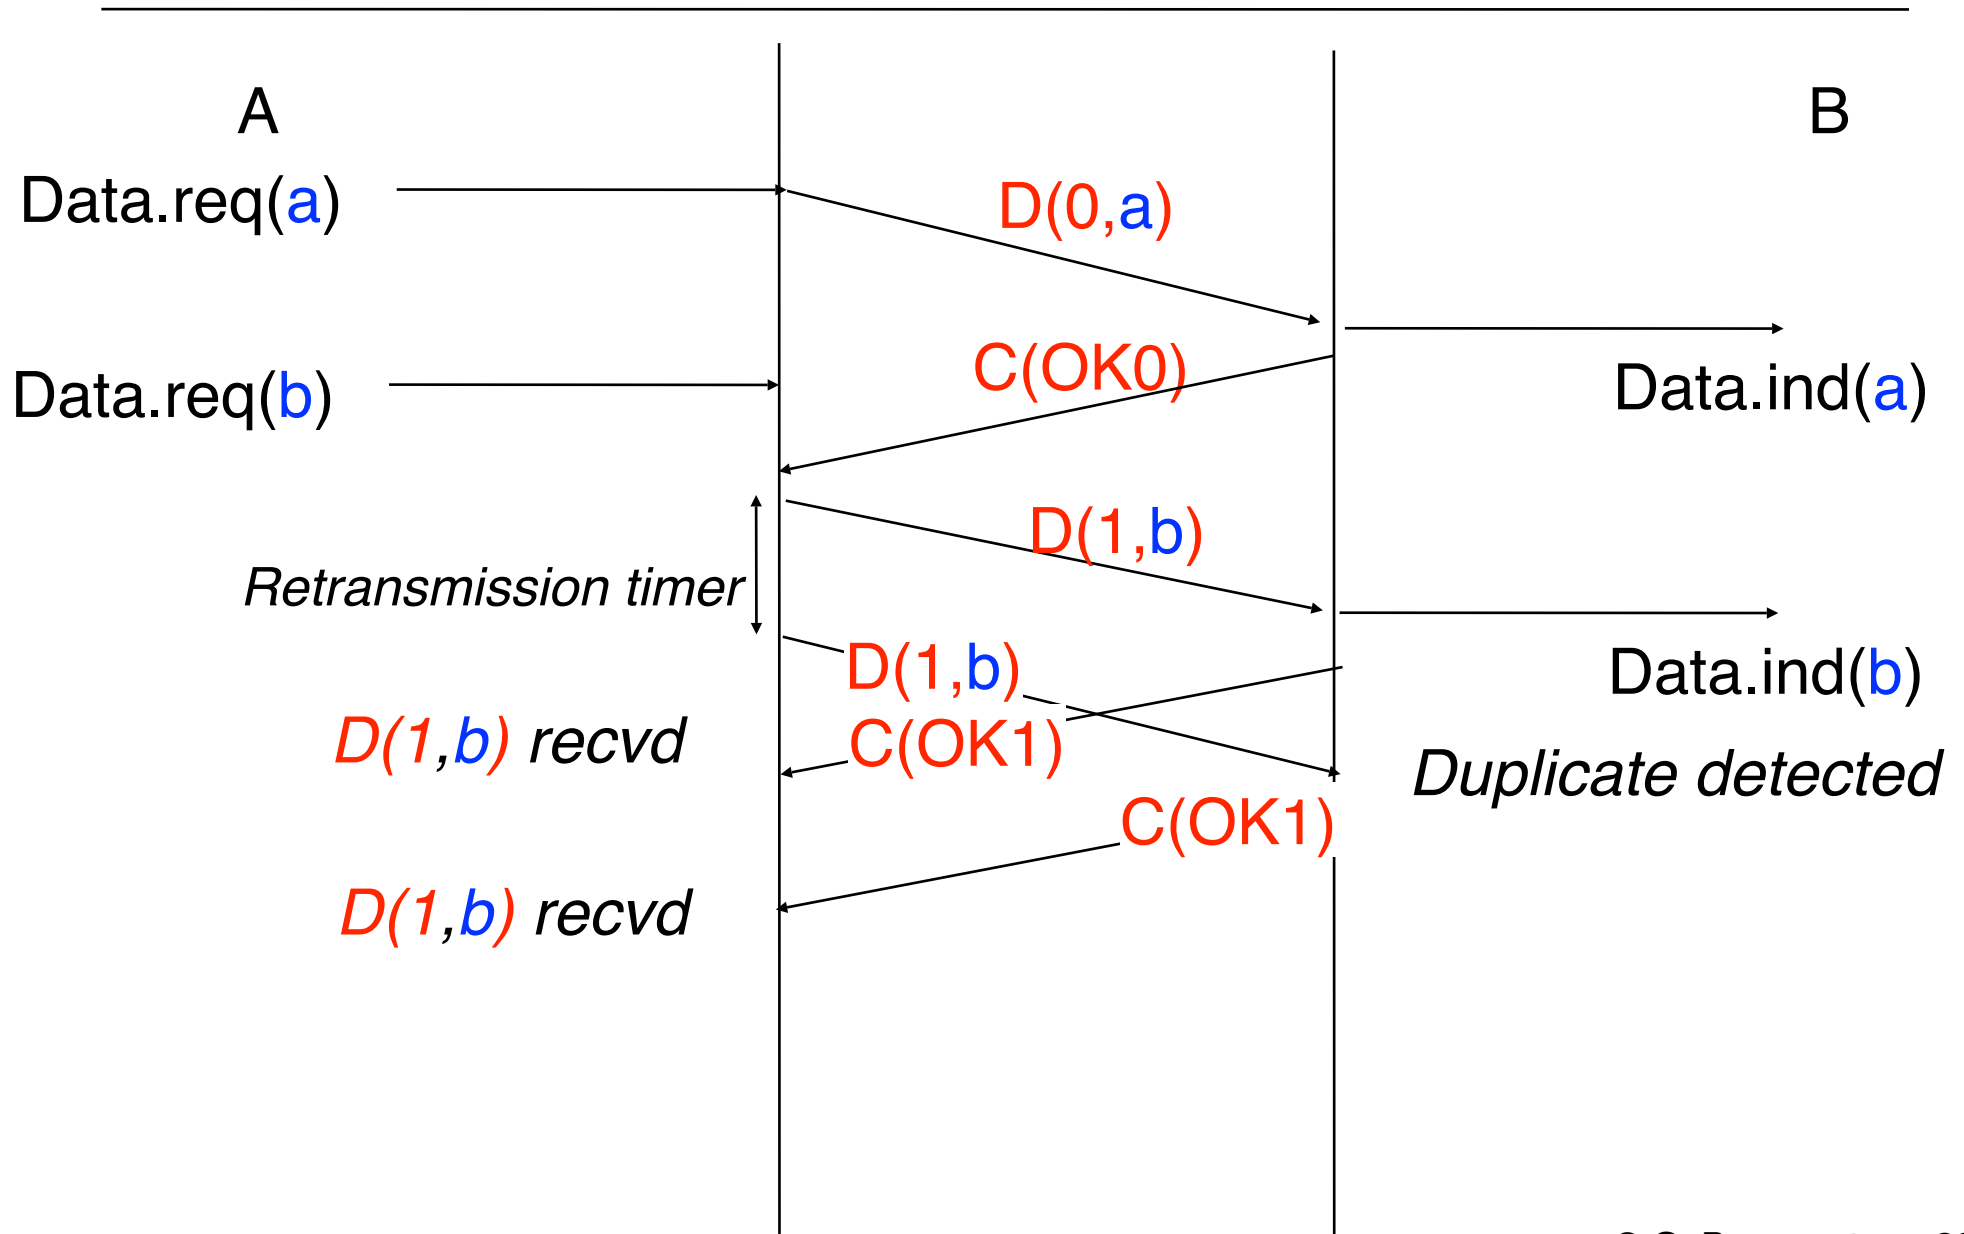 A
B
Data.req(a)
D(0,a)
C(OK0)
Data.req(b)
Data.ind(a)
D(1,b)
Retransmission timer
D(1,b)
Data.ind(b)
D(1,b) recvd
C(OK1)
Duplicate detected
C(OK1)
D(1,b) recvd